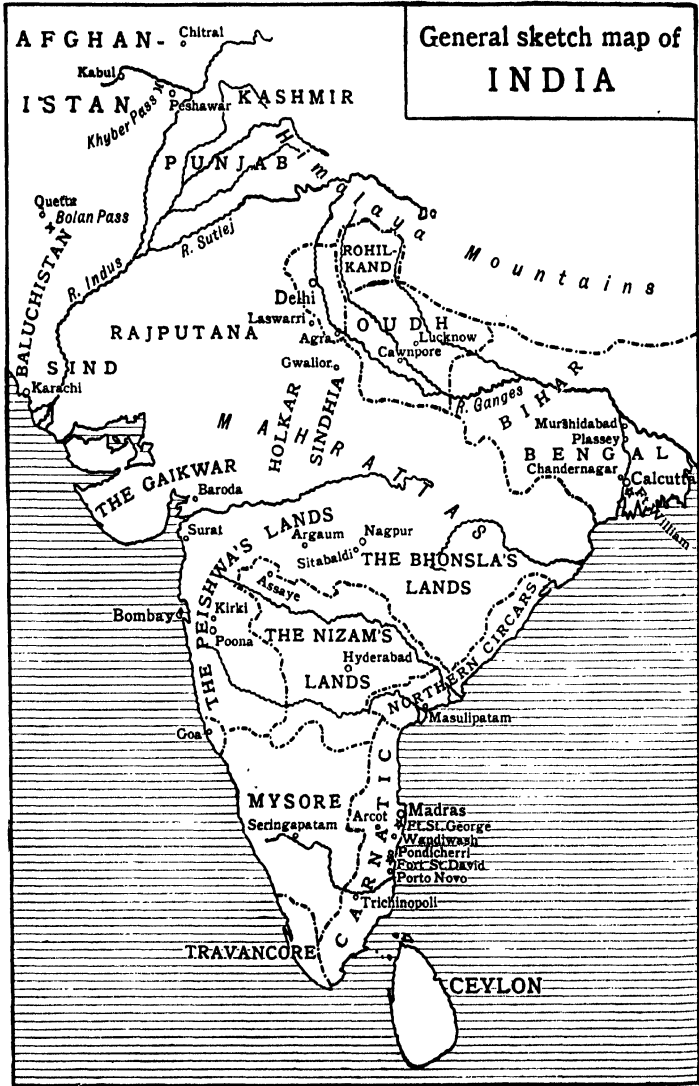 General sketch map of
INDIA
AFGHAN-
ISTAN
Chitral
Kabul
Khyber Pass
Peshawar
KASHMIR
PUNJAB
Himalaya Mountains
Quetta
Bolan Pass
BALUCHISTAN
R. Indus
R. Sutlej
ROHIL-
KAND
Delhi
Laswarri
Agra
OUDH
Lucknow
Cawnpore
RAJPUTANA
SIND
Karachi
Gwalior
HOLKAR
SINDHIA
MAHRATTAS
R. Ganges
BIHAR
Murshidabad
Plassey
BENGAL
Chandernagar
Calcutta
Ft. William
THE GAIKWAR
Baroda
Surat
THE PEISHWA'S LANDS
Argaum
Nagpur
Sitabaldi
THE BHONSLA'S
LANDS
Assaye
Bombay
Kirki
Poona
THE NIZAM'S
Hyderabad
LANDS
NORTHERN CIRCARS
Masulipatam
Goa
MYSORE
Seringapatam
CARNATIC
Arcot
Madras
Ft. St. George
Wandiwash
Pondicherri
Fort St. David
Porto Novo
Trichinopoli
TRAVANCORE
CEYLON